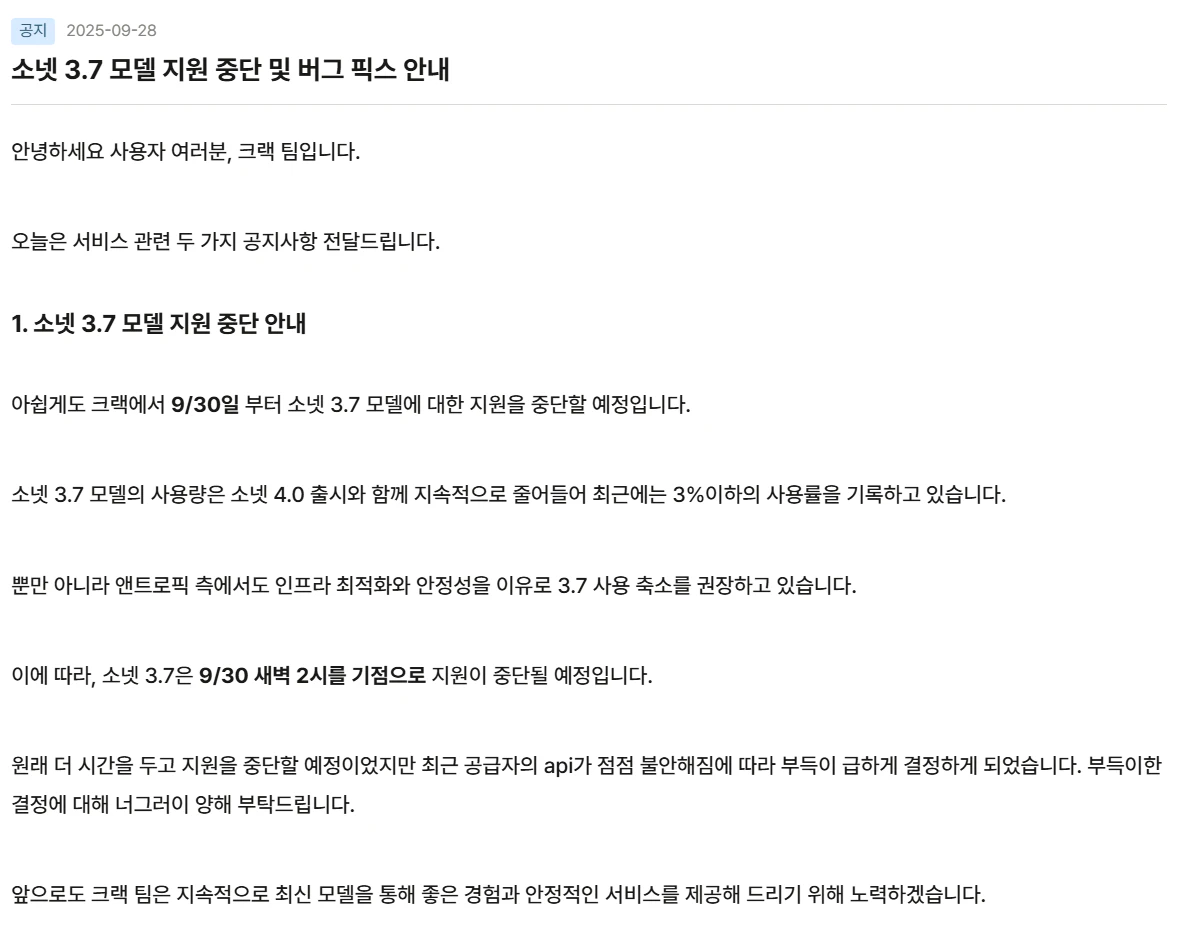 공지 2025-09-28
소넷 3.7 모델 지원 중단 및 버그 픽스 안내
안녕하세요 사용자 여러분, 크랙 팀입니다.
오늘은 서비스 관련 두 가지 공지사항 전달드립니다.
1. 소넷 3.7 모델 지원 중단 안내
아쉽게도 크랙에서 9/30일 부터 소넷 3.7 모델에 대한 지원을 중단할 예정입니다.
소넷 3.7 모델의 사용량은 소넷 4.0 출시와 함께 지속적으로 줄어들어 최근에는 3%이하의 사용률을 기록하고 있습니다.
뿐만 아니라 앤트로픽 측에서도 인프라 최적화와 안정성을 이유로 3.7 사용 축소를 권장하고 있습니다.
이에 따라, 소넷 3.7은 9/30 새벽 2시를 기점으로 지원이 중단될 예정입니다.
원래 더 시간을 두고 지원을 중단할 예정이었지만 최근 공급자의 api가 점점 불안해짐에 따라 부득이 급하게 결정하게 되었습니다. 부득이한
결정에 대해 너그러이 양해 부탁드립니다.
앞으로도 크랙 팀은 지속적으로 최신 모델을 통해 좋은 경험과 안정적인 서비스를 제공해 드리기 위해 노력하겠습니다.